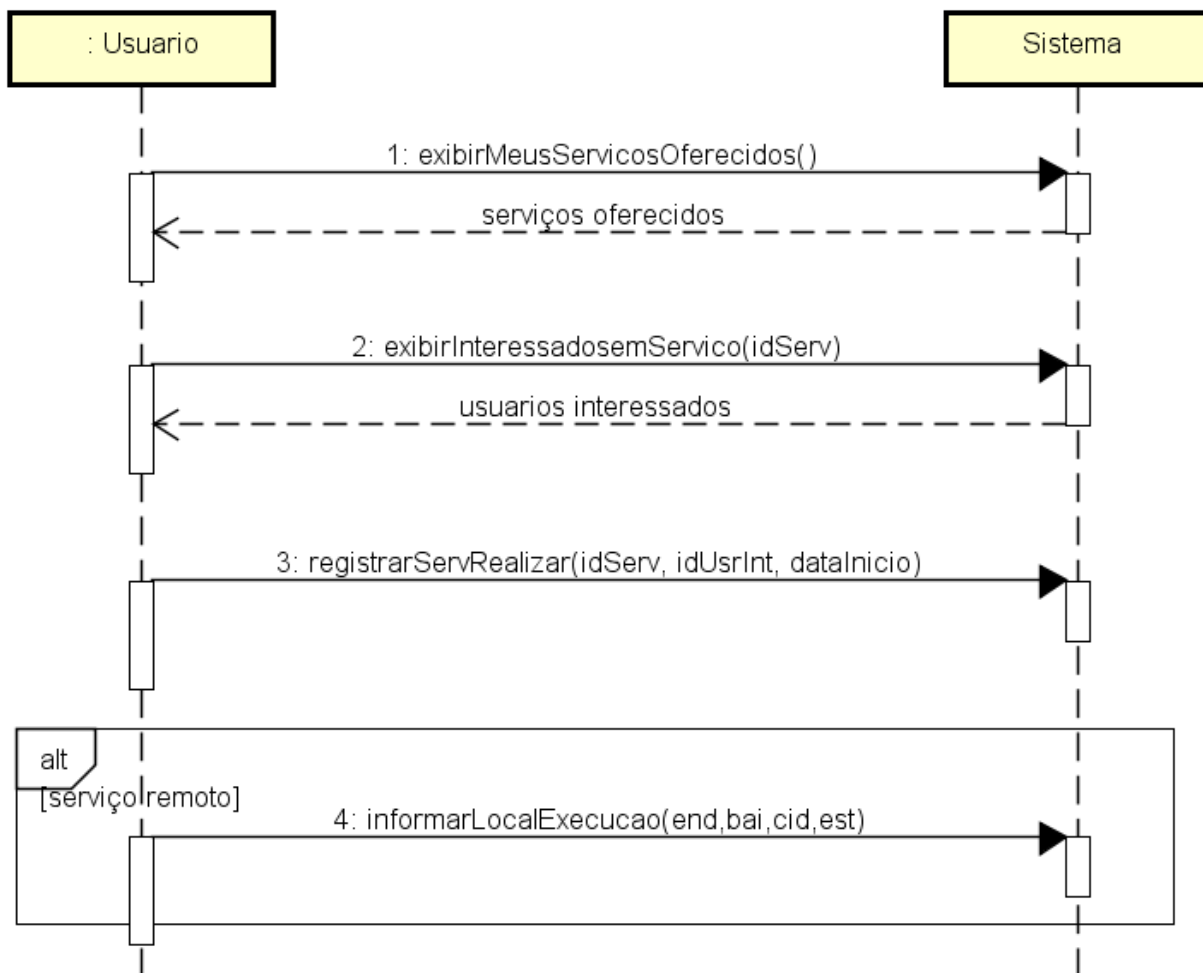 : Usuario
Sistema
1: exibirMeusServicosOferecidos()
serviços oferecidos
2: exibirInteressadosemServico(idServ)
usuarios interessados
3: registrarServRealizar(idServ, idUsrInt, dataInicio)
alt
[serviço remoto]
4: informarLocalExecucao(end,bai,cid,est)